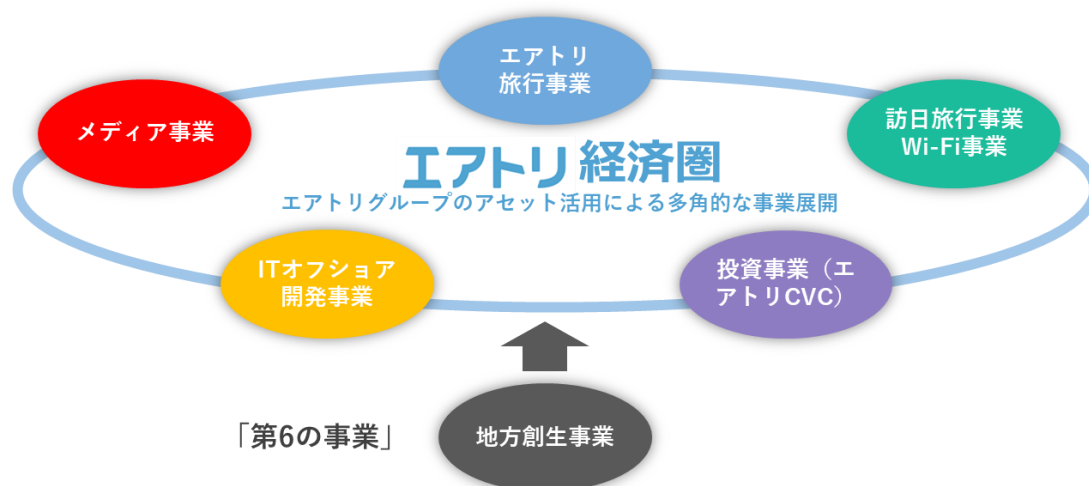 エアトリ
旅行事業
メディア事業
訪日旅行事業
Wi-Fi事業
エアトリ 経済圏
エアトリグループのアセット活用による多角的な事業展開
ITオフショア
開発事業
投資事業（エ
アトリCVC）
「第6の事業」
地方創生事業